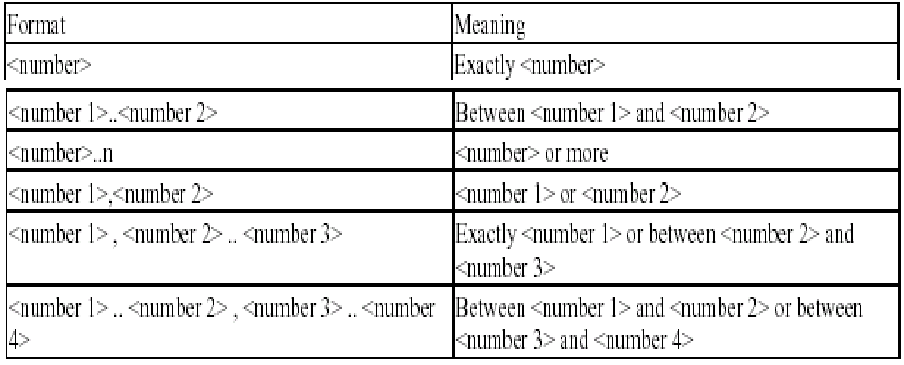 Format Meaning
<number> Exactly <number>
<number 1>..<number 2> Between <number 1> and <number 2>
<number>..n <number> or more
<number 1>,<number 2> <number 1> or <number 2>
<number 1> , <number 2> .. <number 3> Exactly <number 1> or between <number 2> and
<number 3>
<number 1> .. <number 2> , <number 3> .. <number Between <number 1> and <number 2> or between
4> <number 3> and <number 4>